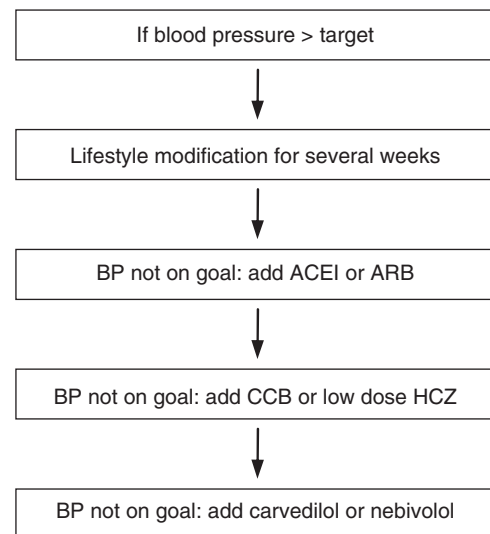 If blood pressure > target
Lifestyle modification for several weeks
BP not on goal: add ACEI or ARB
BP not on goal: add CCB or low dose HCZ
BP not on goal: add carvedilol or nebivolol